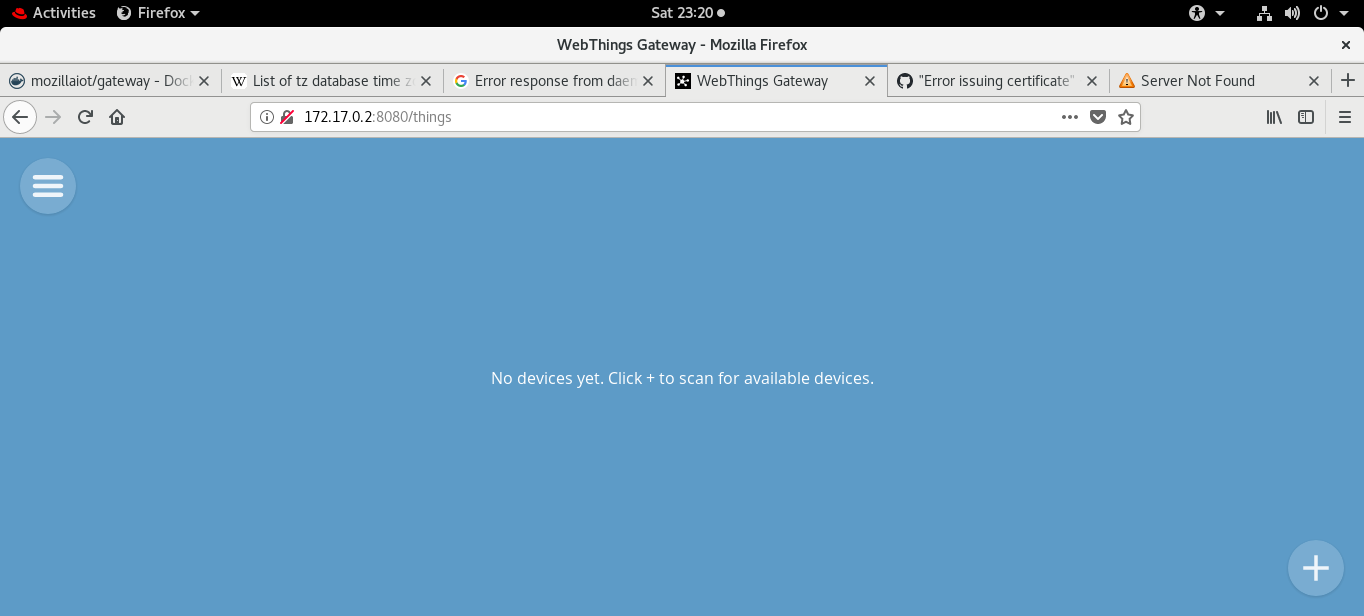 Activities Firefox Sat 23:20
WebThings Gateway - Mozilla Firefox
mozillaiot/gateway - Doc List of tz database time Error response from WebThings Gateway "Error issuing certificate" Server Not Found
172.17.0.2:8080/things
No devices yet. Click + to scan for available devices.